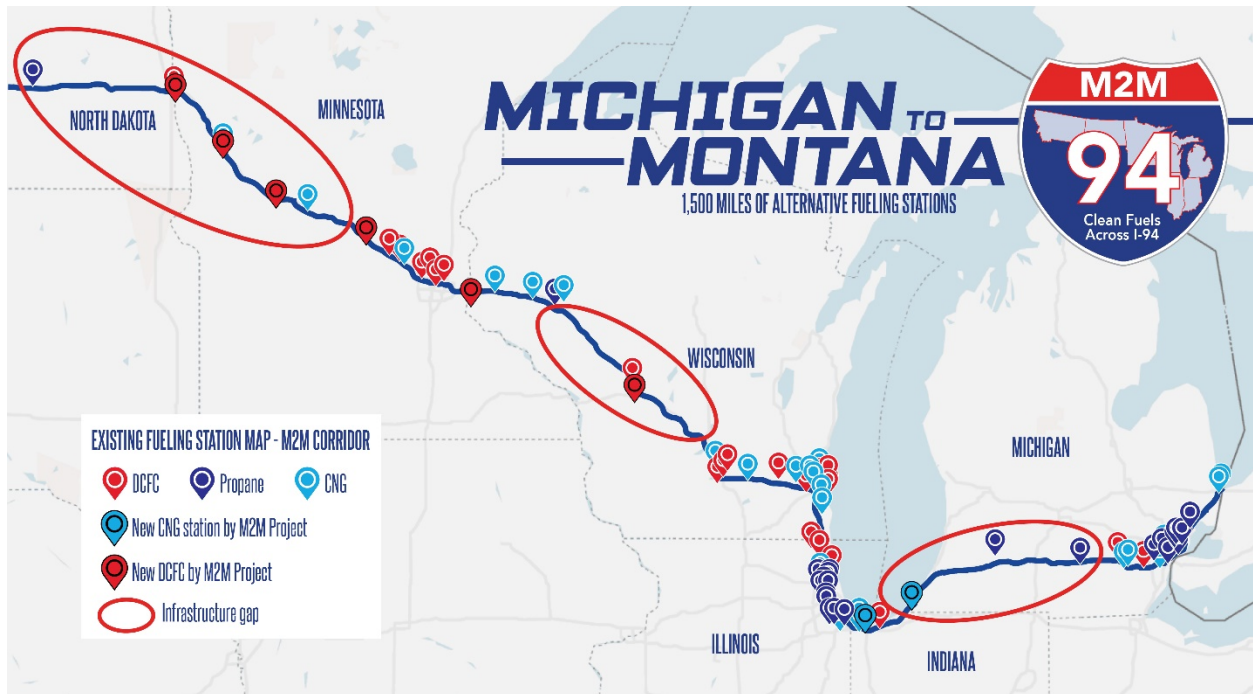 MICHIGAN TO
MONTANA
1,500 MILES OF ALTERNATIVE FUELING STATIONS
M2M
94
Clean Fuels
Across I-94
NORTH DAKOTA
MINNESOTA
WISCONSIN
MICHIGAN
ILLINOIS
INDIANA
EXISTING FUELING STATION MAP - M2M CORRIDOR
DCFC
Propane
CNG
New CNG station by M2M Project
New DCFC by M2M Project
Infrastructure gap